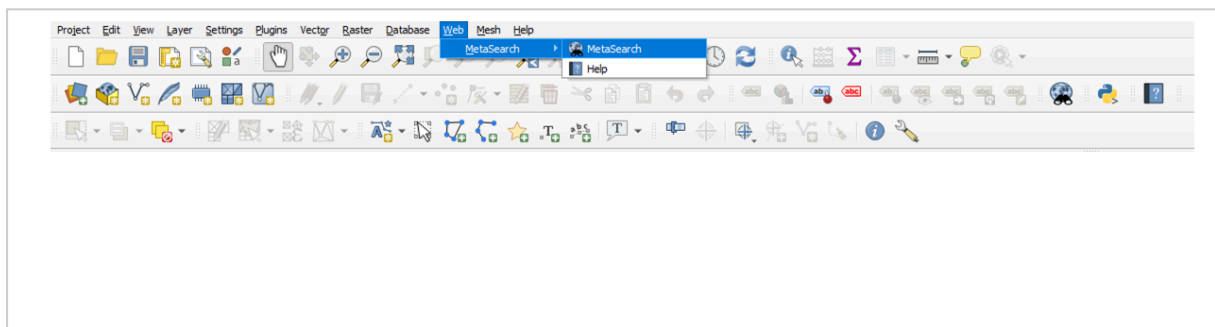 Project Edit View Layer Settings Plugins Vector Raster Database Web Mesh Help
MetaSearch MetaSearch
Help